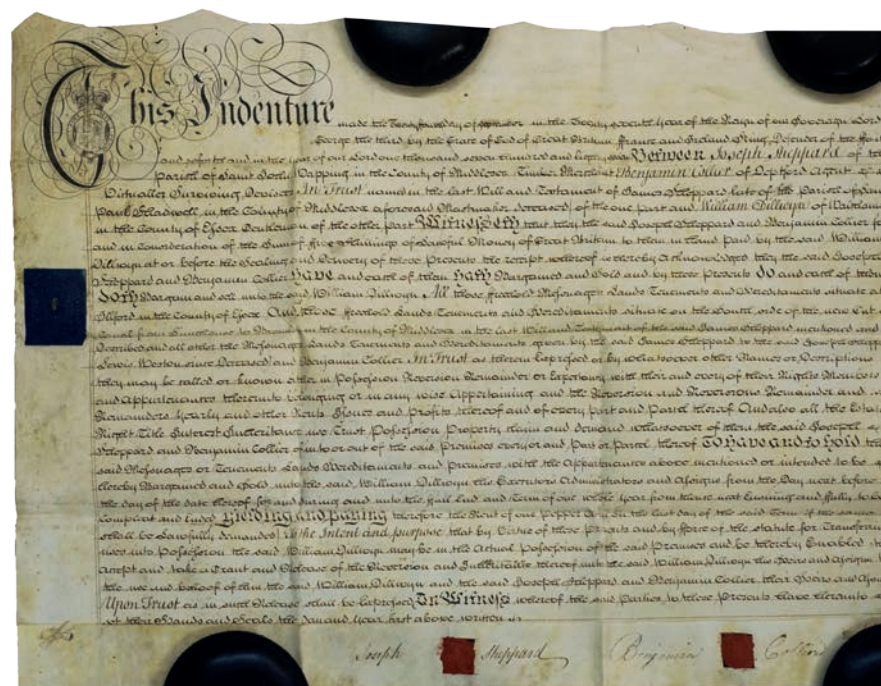 This Indenture made the Twenty fourth day of September in the Twenty seventh Year of the Reign of our Sovereign Lord
George the third by the Grace of God of Great Britain ffrance and Ireland King, Defender of the
and soforth and in the year of our Lord one thousand seven hundred and Eighty seven Between Joseph Sheppard of the
Parish of Saint John Wapping in the County of Middlesex Timber Merchant Benjamin Collier of Deptford Agent
Victualler Surviving Devisees In Trust named in the last Will and Testament of James Sheppard late of the Parish of
Paul Shadwell in the County of Middlesex aforesaid Mastmaker deceased of the one part and William Dillwyn of
in the County of Essex Gentleman of the other part Witnesseth that they the said Joseph Sheppard and Benjamin Collier
and in Consideration of the Sum of ffive Shillings of Lawful Money of Great Britain to them in Hand Paid by the said William
Dillwyn at or before the Sealing and Delivery of these Presents the receipt whereof is hereby Acknowledged they the said Joseph
Sheppard and Benjamin Collier Have and each of them Hath Bargained and Sold and by these Presents Do and each of them
Doth Bargain and sell unto the said William Dillwyn All those ffreehold Messuages Lands Tenements and Hereditaments situate
Ilford in the County of Essex And those ffreehold Lands Tenements and Hereditaments situate on the South side of the new Cut
Canal from Limehouse to in the County of Middlesex in the last Will and Testament of the said James Sheppard mentioned and
Described and all other the Messuages Lands Tenements and Hereditaments given by the said James Sheppard to the said Joseph
Lewis Weston since Deceased and Benjamin Collier In Trust as therein Expressed or by whatsoever other Names or Descriptions
they may be called or known either in Possession Reversion Remainder or Expectancy with their and every of their Rights Members
and Appurtenances thereunto belonging or in any wise Appertaining and the Reversion and Reversions Remainder and
Remainders Yearly and other Rents Issues and Profits thereof and of every Part and Parcel thereof And also all the
Right Title Interest Inheritance use Trust Possession Property claim and demand whatsoever of them the said Joseph
Sheppard and Benjamin Collier of into or out of the said Premises every or any Part or Parcel thereof To Have and to Hold the
said Messuages or Tenements Lands Hereditaments and Premises with the Appurtenances above mentioned or intended to be
hereby Bargained and Sold unto the said William Dillwyn his Executors Administrators and Assigns from the Day next before
the day of the date hereof for and during and unto the full End and Term of one whole Year from thence next Ensuing and fully to be
Compleat and Ended Yielding and Paying therefore the Rent of one Pepper Corn on the last day of the said Term if the same
shall be Lawfully demanded To the Intent and purpose that by Virtue of these Presents and by fforce of the Statute for
uses into Possession the said William Dillwyn may be in the Actual Possession of the said Premises and be thereby Enabled to
Accept and take a Grant and Release of the Reversion and Inheritance thereof unto the said William Dillwyn his Heirs and Assigns
the use and behoof of him the said William Dillwyn and the said Joseph Sheppard and Benjamin Collier their Heirs and
Upon Trust as in such Release shall be Expressed In Witness whereof the said Parties to these Presents have hereunto
set their Hands and Seals the Day and Year first above written
Joseph Sheppard Benjamin Collier